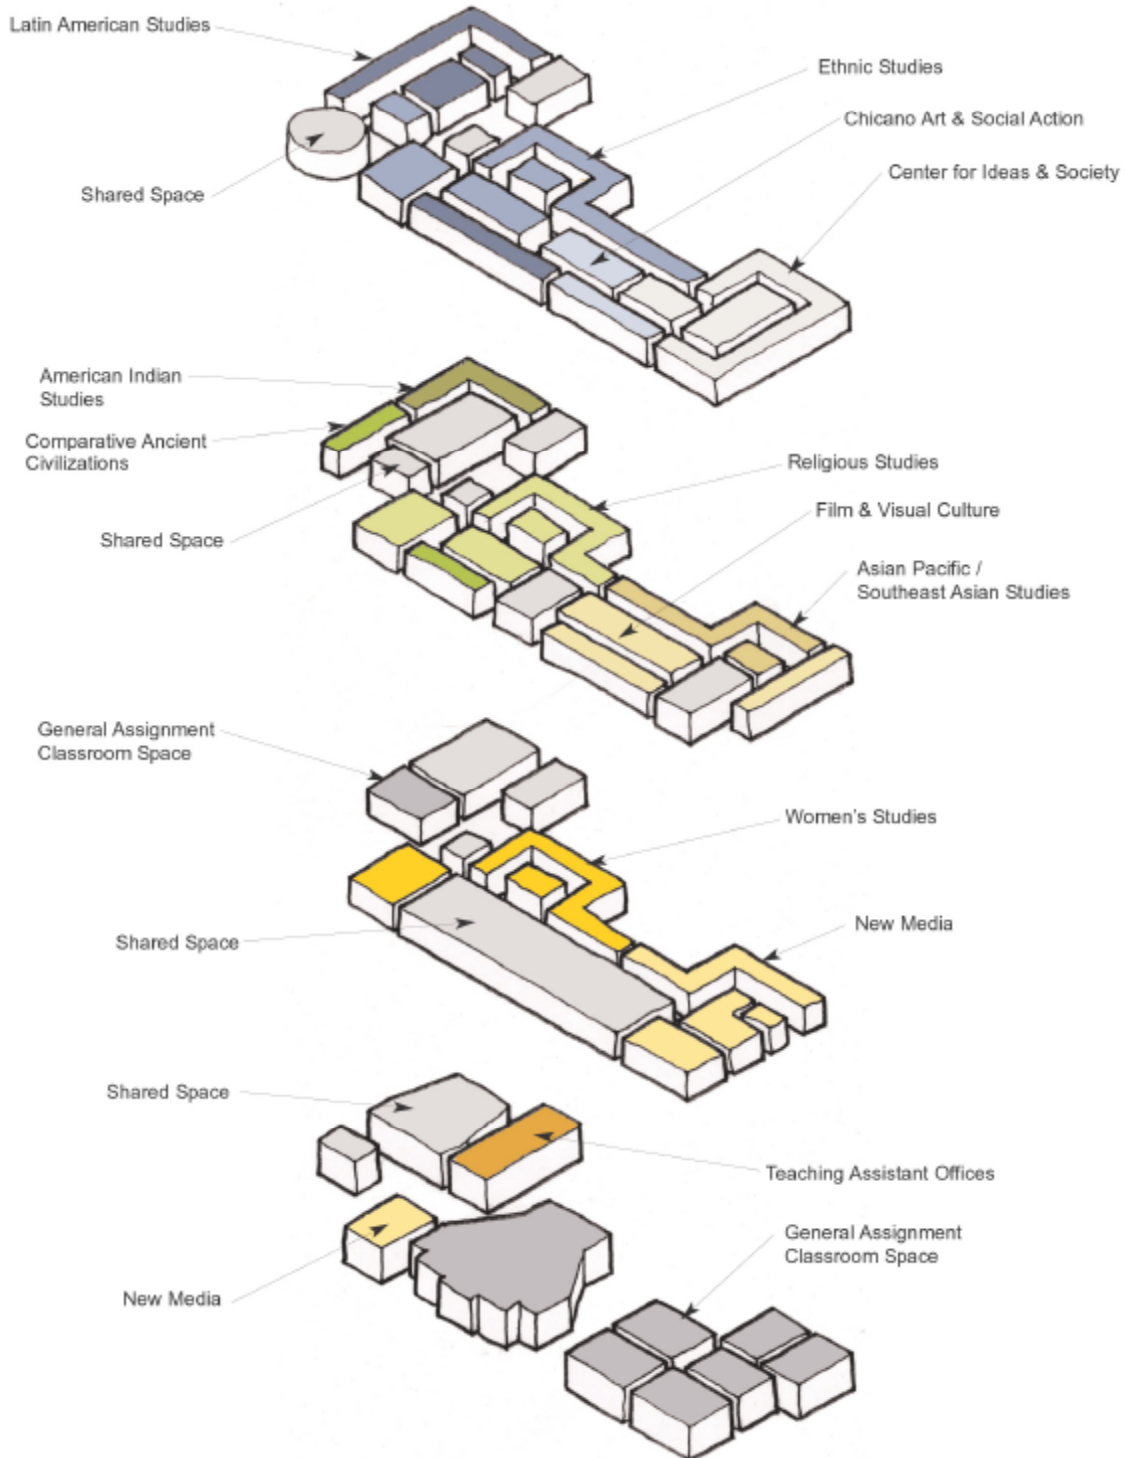 Latin American Studies
Ethnic Studies
Chicano Art & Social Action
Center for Ideas & Society
Shared Space
American Indian
Studies
Comparative Ancient
Civilizations
Religious Studies
Film & Visual Culture
Shared Space
Asian Pacific /
Southeast Asian Studies
General Assignment
Classroom Space
Women's Studies
New Media
Shared Space
Shared Space
Teaching Assistant Offices
General Assignment
Classroom Space
New Media